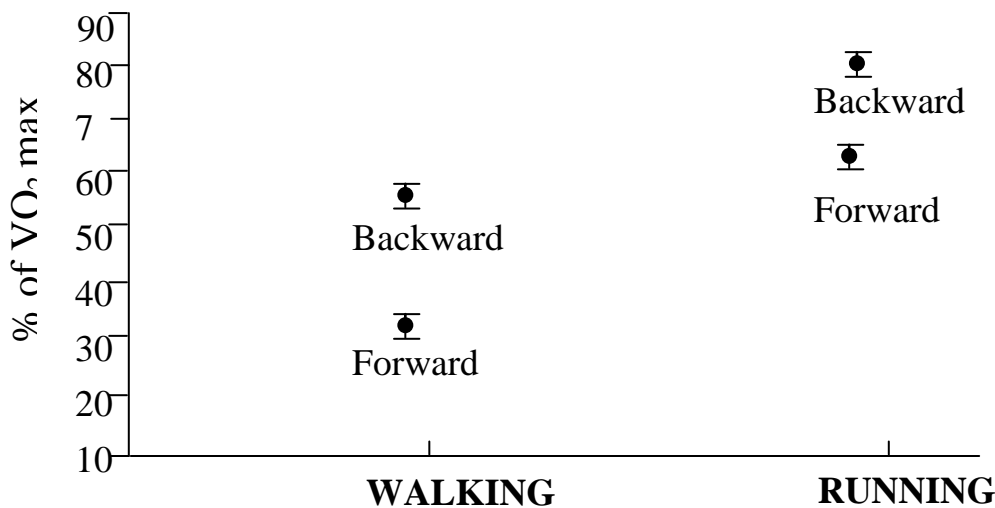 90
80
Backward
7
% of VO2 max
60
Forward
50
Backward
40
30
Forward
20
10
WALKING
RUNNING